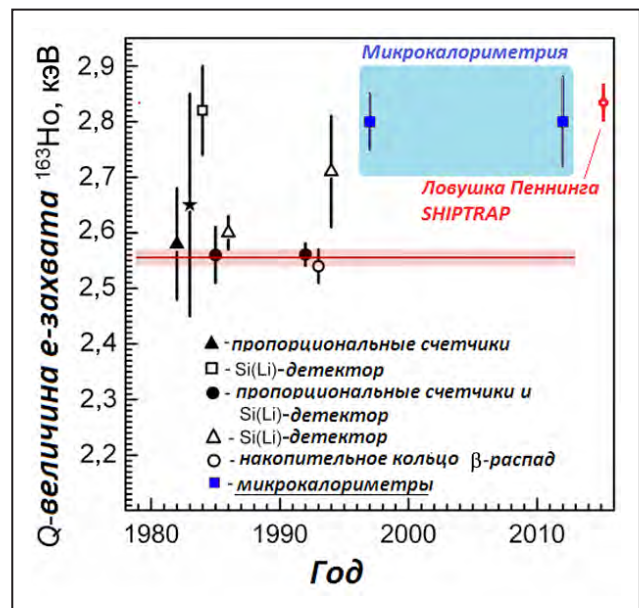 Q-величина e-захвата ¹⁶³Ho, кэВ
2,9
2,8
2,7
2,6
2,5
2,4
2,3
2,2
Микрокалориметрия
Ловушка Пеннинга
SHIPTRAP
- пропорциональные счетчики
- Si(Li)-детектор
- пропорциональные счетчики и
Si(Li)-детектор
- Si(Li)-детектор
- накопительное кольцо β-распад
- микрокалориметры
1980 1990 2000 2010
Год